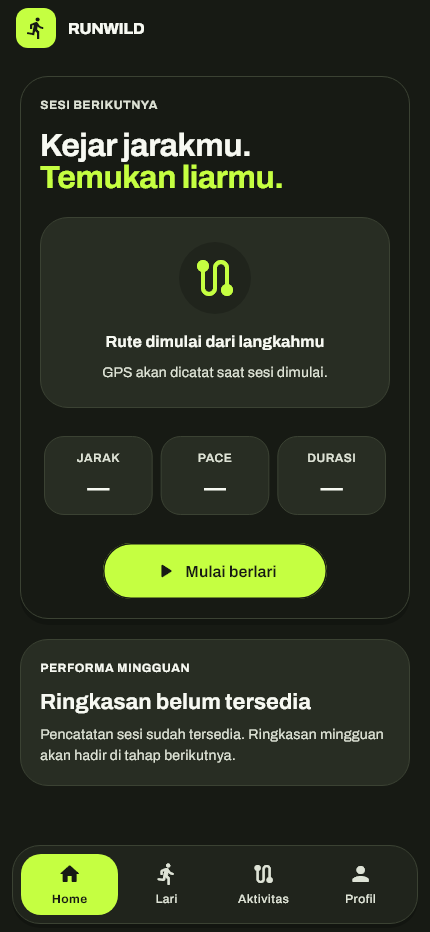 RUNWILD
SESI BERIKUTNYA
Kejar jarakmu.
Temukan liarmu.
Rute dimulai dari langkahmu
GPS akan dicatat saat sesi dimulai.
JARAK PACE DURASI
— — —
Mulai berlari
PERFORMA MINGGUAN
Ringkasan belum tersedia
Pencatatan sesi sudah tersedia. Ringkasan mingguan
akan hadir di tahap berikutnya.
Home Lari Aktivitas Profil